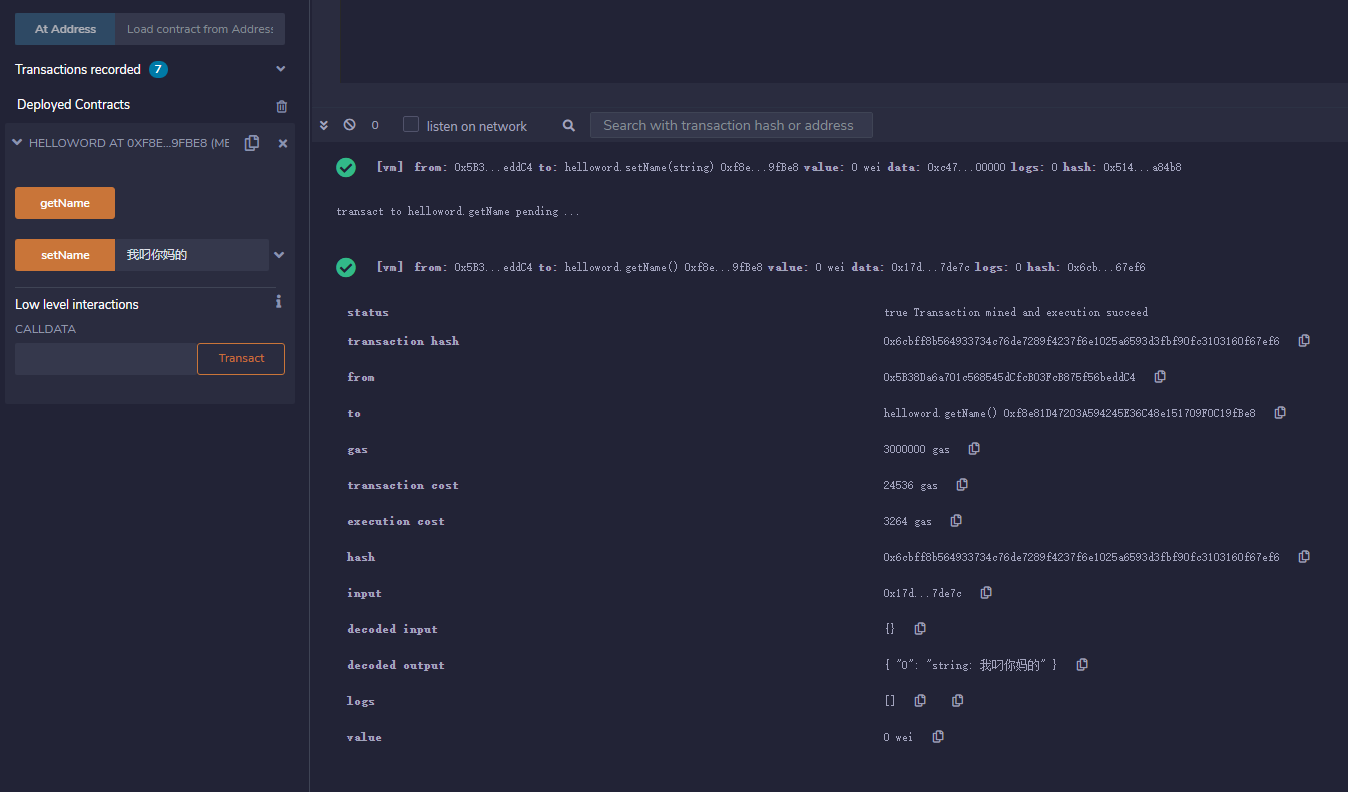 At Address Load contract from Address
Transactions recorded 7
Deployed Contracts
HELLOWORD AT 0XF8E...9FBE8 (ME
getName
setName 我叼你妈的
Low level interactions
CALLDATA
Transact
0 listen on network Search with transaction hash or address
[vm] from: 0x5B3...eddC4 to: helloword.setName(string) 0xf8e...9fBe8 value: 0 wei data: 0xc47...00000 logs: 0 hash: 0x514...a84b8
transact to helloword.getName pending ...
[vm] from: 0x5B3...eddC4 to: helloword.getName() 0xf8e...9fBe8 value: 0 wei data: 0x17d...7de7c logs: 0 hash: 0x6cb...67ef6
status true Transaction mined and execution succeed
transaction hash 0x6cbff8b564933734c76de7289f4237f6e1025a6593d3fbf90fc3103160f67ef6
from 0x5B38Da6a701c568545dCfcB03FcB875f56beddC4
to helloword.getName() 0xf8e81D47203A594245E36C48e151709F0C19fBe8
gas 3000000 gas
transaction cost 24536 gas
execution cost 3264 gas
hash 0x6cbff8b564933734c76de7289f4237f6e1025a6593d3fbf90fc3103160f67ef6
input 0x17d...7de7c
decoded input {}
decoded output { "0": "string: 我叼你妈的" }
logs []
value 0 wei